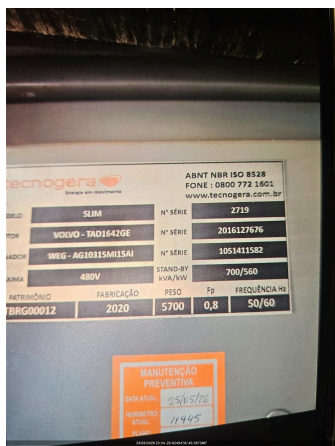 tecnogera
Energia em movimento
ABNT NBR ISO 8528
FONE : 0800 772 1601
www.tecnogera.com.br
SLIM Nº SÉRIE 2719
VOLVO - TAD1642GE Nº SÉRIE 2016127676
WEG - AG10315MI15AI Nº SÉRIE 1051411582
480V STAND-BY kVA/kW 700/560
PATRIMÔNIO FABRICAÇÃO PESO Fp FREQUÊNCIA Hz
TBRG00012 2020 5700 0,8 50/60
MANUTENÇÃO
PREVENTIVA
DATA ATUAL: 25/05/26
HORÍMETRO
ATUAL: 11945